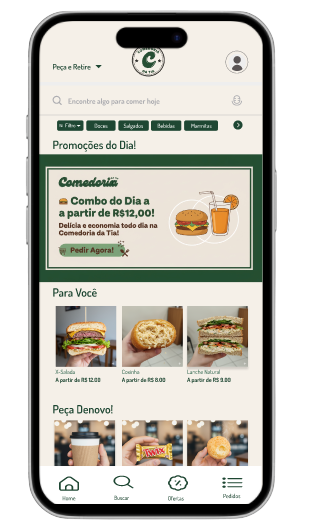 Comedoria
da Tia
Peça e Retire
Encontre algo para comer hoje
Filtro
Doces
Salgados
Bebidas
Marmitas
Promoções do Dia!
Comedoria
Combo do Dia a
a partir de R$12,00!
Delícia e economia todo dia na
Comedoria da Tia!
Pedir Agora!
Para Você
X-Salada
A partir de R$ 12.00
Coxinha
A partir de R$ 8.00
Lanche Natural
A partir de R$ 9.00
Peça Denovo!
Home
Buscar
Ofertas
Pedidos